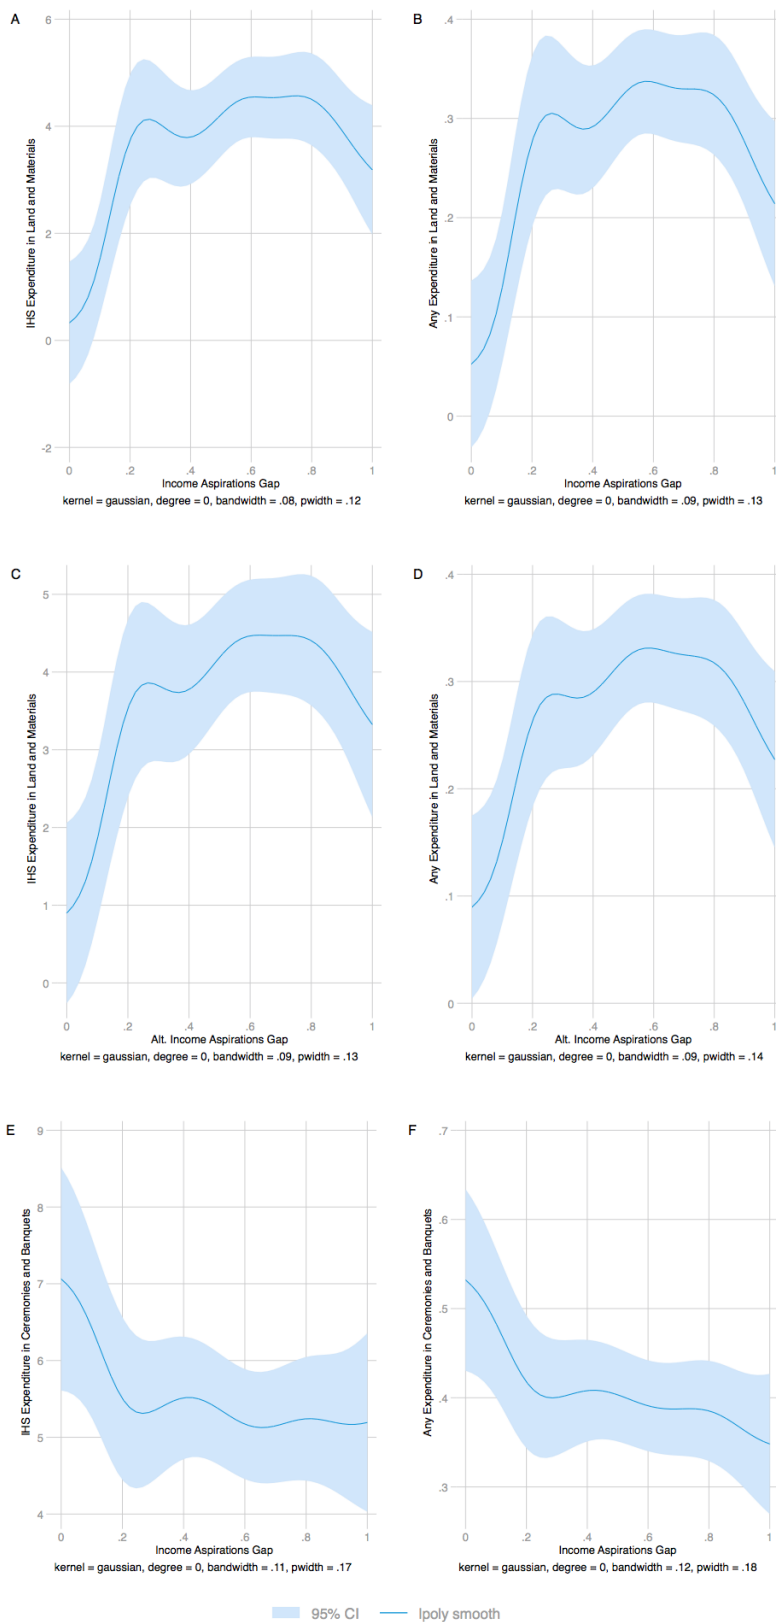 A
IHS Expenditure in Land and Materials
6
4
2
0
-2
0 .2 .4 .6 .8 1
Income Aspirations Gap
kernel = gaussian, degree = 0, bandwidth = .08, pwidth = .12
B
Any Expenditure in Land and Materials
.4
.3
.2
.1
0
0 .2 .4 .6 .8 1
Income Aspirations Gap
kernel = gaussian, degree = 0, bandwidth = .09, pwidth = .13
C
IHS Expenditure in Land and Materials
5
4
3
2
1
0
0 .2 .4 .6 .8 1
Alt. Income Aspirations Gap
kernel = gaussian, degree = 0, bandwidth = .09, pwidth = .13
D
Any Expenditure in Land and Materials
.4
.3
.2
.1
0
0 .2 .4 .6 .8 1
Alt. Income Aspirations Gap
kernel = gaussian, degree = 0, bandwidth = .09, pwidth = .14
E
IHS Expenditure in Ceremonies and Banquets
9
8
7
6
5
4
0 .2 .4 .6 .8 1
Income Aspirations Gap
kernel = gaussian, degree = 0, bandwidth = .11, pwidth = .17
F
Any Expenditure in Ceremonies and Banquets
.7
.6
.5
.4
.3
0 .2 .4 .6 .8 1
Income Aspirations Gap
kernel = gaussian, degree = 0, bandwidth = .12, pwidth = .18
95% CI lpoly smooth